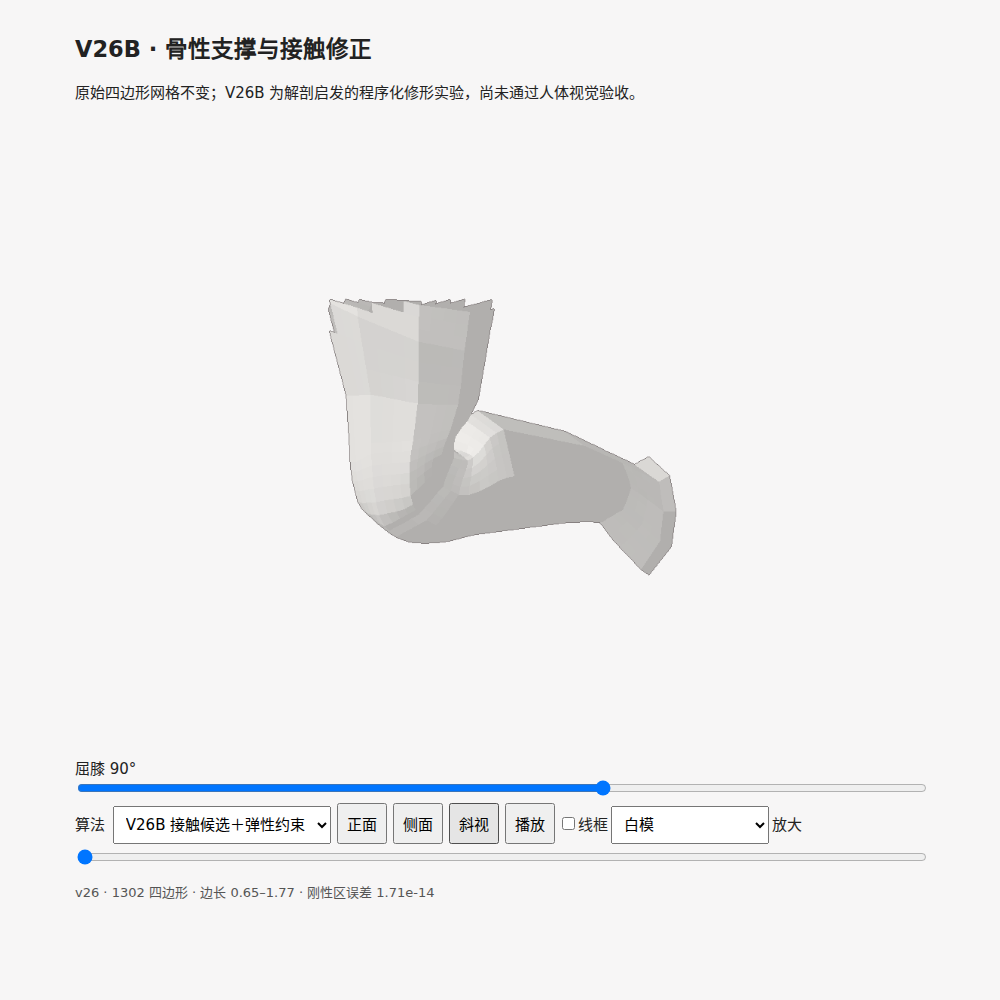 V26B · 骨性支撑与接触修正
原始四边形网格不变；V26B 为解剖启发的程序化修形实验，尚未通过人体视觉验收。
屈膝 90°
算法 V26B 接触候选＋弹性约束 正面 侧面 斜视 播放 线框 白模 放大
v26 · 1302 四边形 · 边长 0.65–1.77 · 刚性区误差 1.71e-14